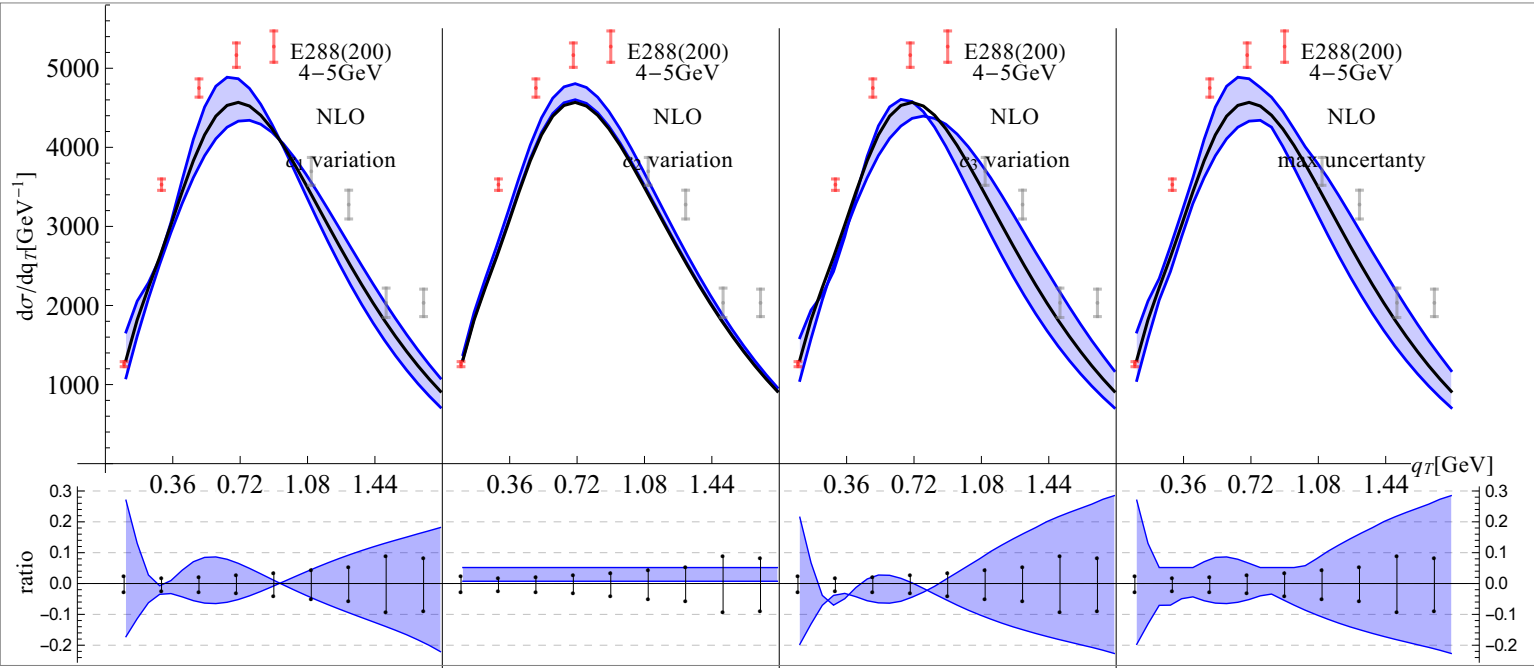 E288(200) E288(200) E288(200) E288(200)
4−5GeV 4−5GeV 4−5GeV 4−5GeV
5000
NLO NLO NLO NLO
4000
c1 variation c2 variation c3 variation max uncertanty
3000
2000
1000
dσ/dqT[GeV−1]
qT[GeV]
0.36 0.72 1.08 1.44 0.36 0.72 1.08 1.44 0.36 0.72 1.08 1.44 0.36 0.72 1.08 1.44
0.3 0.3
0.2 0.2
0.1 0.1
0.0 0.0
−0.1 −0.1
−0.2 −0.2
ratio